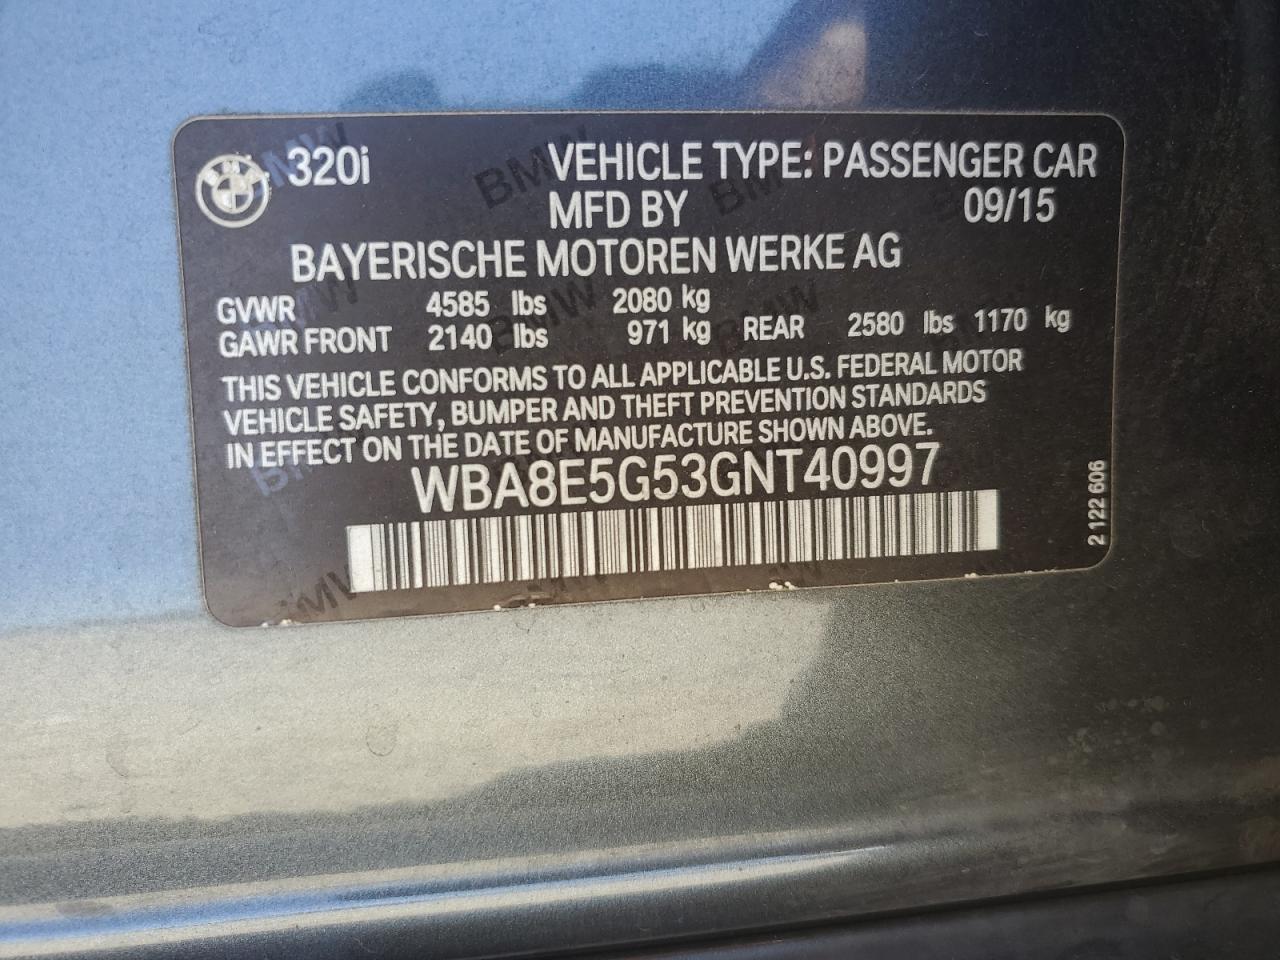 320i VEHICLE TYPE: PASSENGER CAR
MFD BY 09/15
BAYERISCHE MOTOREN WERKE AG
GVWR 4585 lbs 2080 kg
GAWR FRONT 2140 lbs 971 kg REAR 2580 lbs 1170 kg
THIS VEHICLE CONFORMS TO ALL APPLICABLE U.S. FEDERAL MOTOR
VEHICLE SAFETY, BUMPER AND THEFT PREVENTION STANDARDS
IN EFFECT ON THE DATE OF MANUFACTURE SHOWN ABOVE.
WBA8E5G53GNT40997
2 122 606